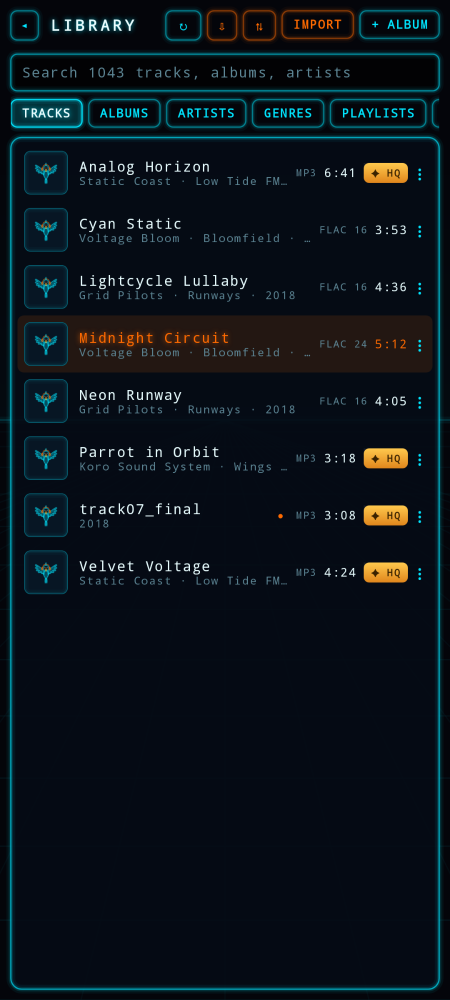 LIBRARY
IMPORT
+ ALBUM
Search 1043 tracks, albums, artists
TRACKS
ALBUMS
ARTISTS
GENRES
PLAYLISTS
Analog Horizon
Static Coast · Low Tide FM…
MP3 6:41 HQ
Cyan Static
Voltage Bloom · Bloomfield · …
FLAC 16 3:53
Lightcycle Lullaby
Grid Pilots · Runways · 2018
FLAC 16 4:36
Midnight Circuit
Voltage Bloom · Bloomfield · …
FLAC 24 5:12
Neon Runway
Grid Pilots · Runways · 2018
FLAC 16 4:05
Parrot in Orbit
Koro Sound System · Wings …
MP3 3:18 HQ
track07_final
2018
MP3 3:08 HQ
Velvet Voltage
Static Coast · Low Tide FM…
MP3 4:24 HQ